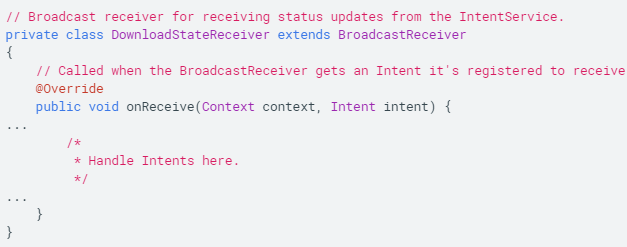 // Broadcast receiver for receiving status updates from the IntentService.
private class DownloadStateReceiver extends BroadcastReceiver
{
    // Called when the BroadcastReceiver gets an Intent it's registered to receive
    @Override
    public void onReceive(Context context, Intent intent) {
...
        /*
         * Handle Intents here.
         */
...
    }
}